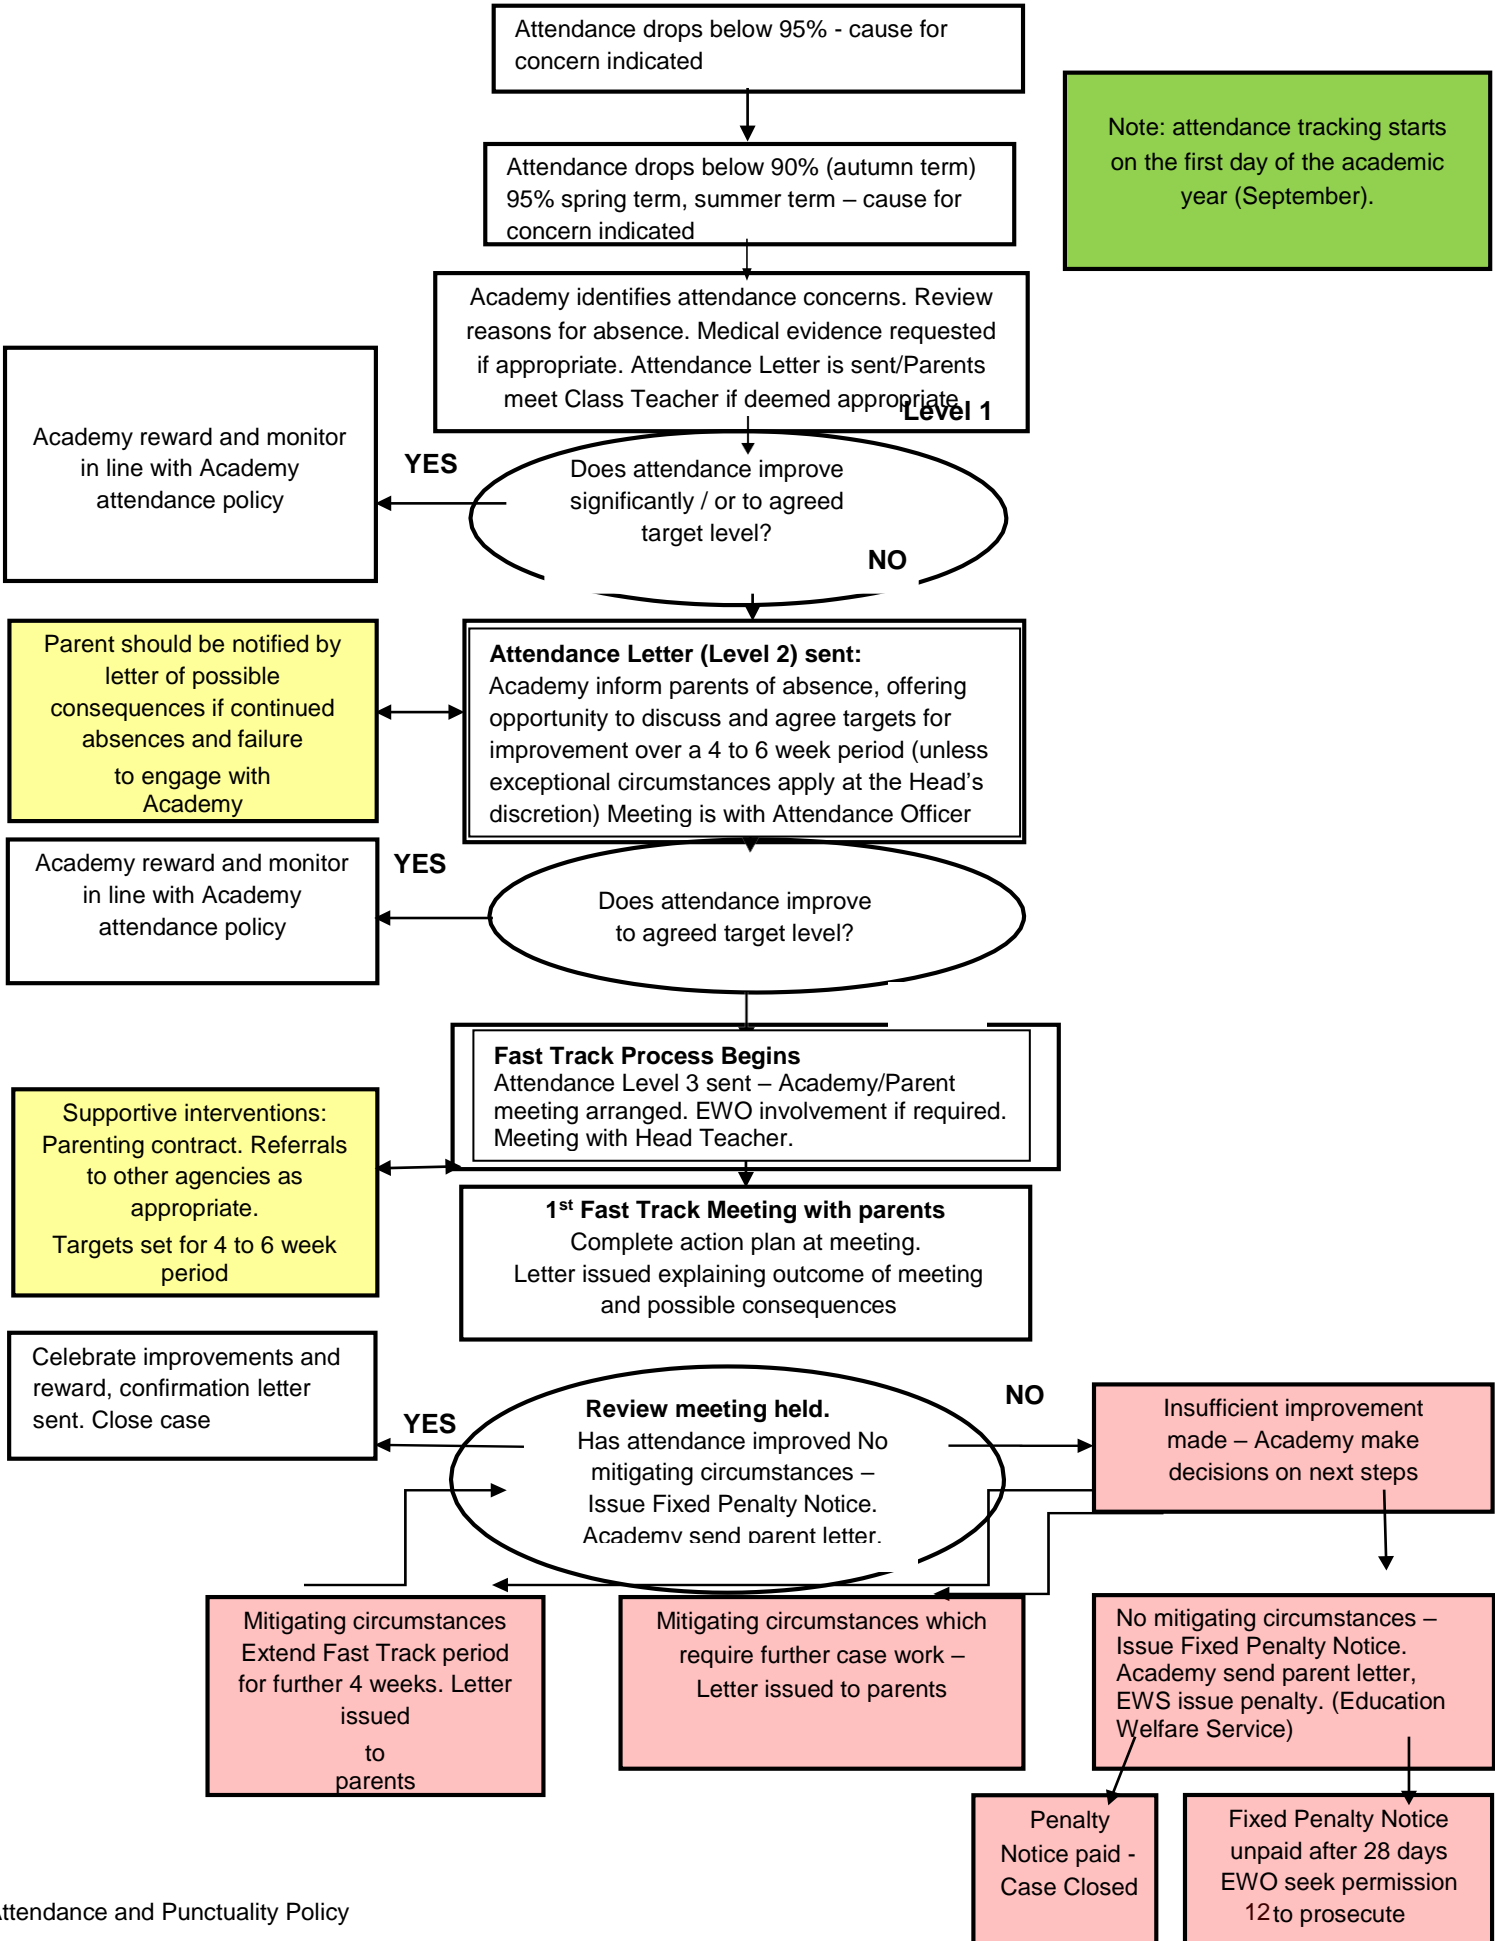 Attendance drops below 95% - cause for
concern indicated
Note: attendance tracking starts
on the first day of the academic
year (September).
Attendance drops below 90% (autumn term)
95% spring term, summer term – cause for
concern indicated
Academy identifies attendance concerns. Review
reasons for absence. Medical evidence requested
if appropriate. Attendance Letter is sent/Parents
meet Class Teacher if deemed appropriate
Level 1
Academy reward and monitor
in line with Academy
attendance policy
YES
Does attendance improve
significantly / or to agreed
target level?
NO
Parent should be notified by
letter of possible
consequences if continued
absences and failure
to engage with
Academy
Attendance Letter (Level 2) sent:
Academy inform parents of absence, offering
opportunity to discuss and agree targets for
improvement over a 4 to 6 week period (unless
exceptional circumstances apply at the Head’s
discretion) Meeting is with Attendance Officer
Academy reward and monitor
in line with Academy
attendance policy
YES
Does attendance improve
to agreed target level?
Fast Track Process Begins
Attendance Level 3 sent – Academy/Parent
meeting arranged. EWO involvement if required.
Meeting with Head Teacher.
Supportive interventions:
Parenting contract. Referrals
to other agencies as
appropriate.
Targets set for 4 to 6 week
period
1st Fast Track Meeting with parents
Complete action plan at meeting.
Letter issued explaining outcome of meeting
and possible consequences
Celebrate improvements and
reward, confirmation letter
sent. Close case
YES
Review meeting held.
Has attendance improved No
mitigating circumstances –
Issue Fixed Penalty Notice.
Academy send parent letter,
NO
Insufficient improvement
made – Academy make
decisions on next steps
Mitigating circumstances
Extend Fast Track period
for further 4 weeks. Letter
issued
to
parents
Mitigating circumstances which
require further case work –
Letter issued to parents
No mitigating circumstances –
Issue Fixed Penalty Notice.
Academy send parent letter,
EWS issue penalty. (Education
Welfare Service)
Penalty
Notice paid -
Case Closed
Fixed Penalty Notice
unpaid after 28 days
EWO seek permission
to prosecute
Attendance and Punctuality Policy
12